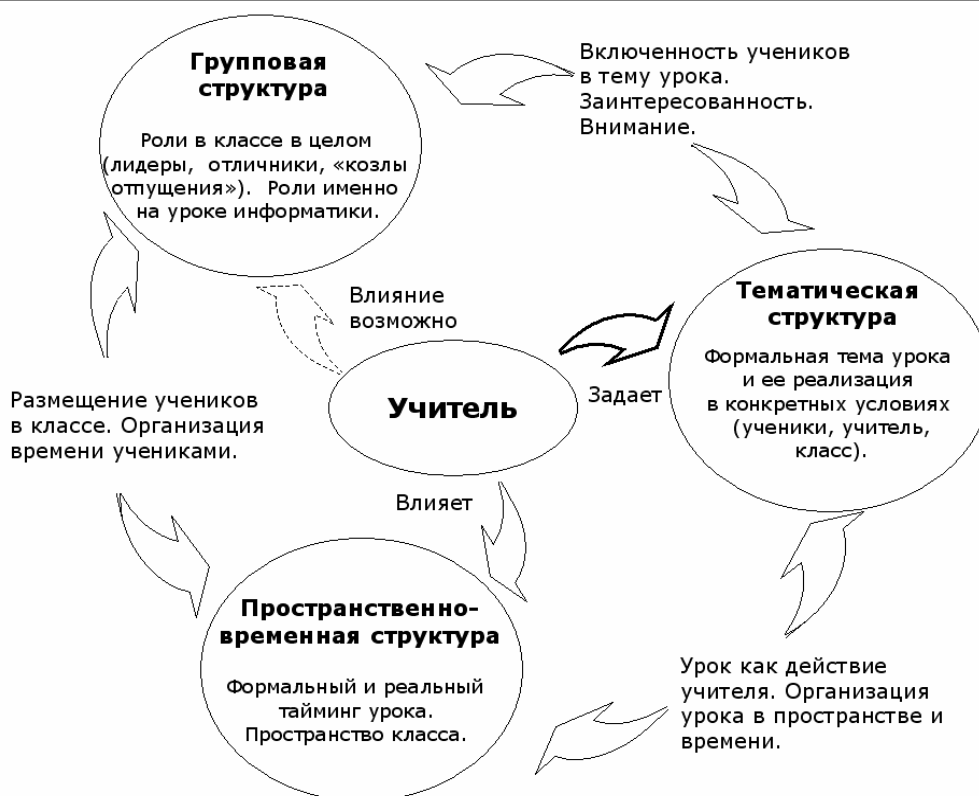 Групповая
структура
Роли в классе в целом
(лидеры, отличники, «козлы
отпущения»). Роли именно
на уроке информатики.
Включенность учеников
в тему урока.
Заинтересованность.
Внимание.
Влияние
возможно
Тематическая
структура
Формальная тема урока
и ее реализация
в конкретных условиях
(ученики, учитель,
класс).
Учитель
Задает
Размещение учеников
в классе. Организация
времени учениками.
Влияет
Пространственно-
временная структура
Формальный и реальный
тайминг урока.
Пространство класса.
Урок как действие
учителя. Организация
урока в пространстве и
времени.